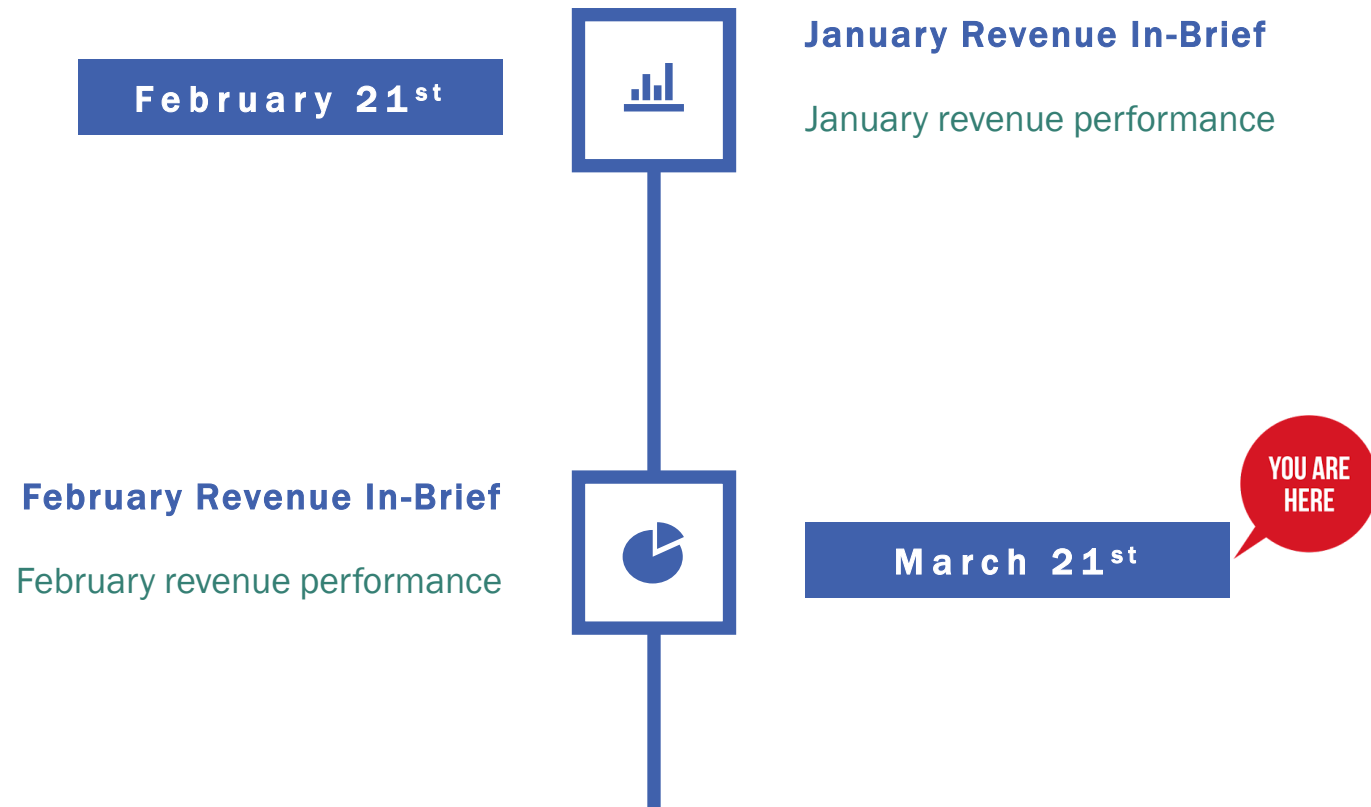 January Revenue In-Brief
February 21st
January revenue performance
YOU ARE
HERE
February Revenue In-Brief
March 21st
February revenue performance